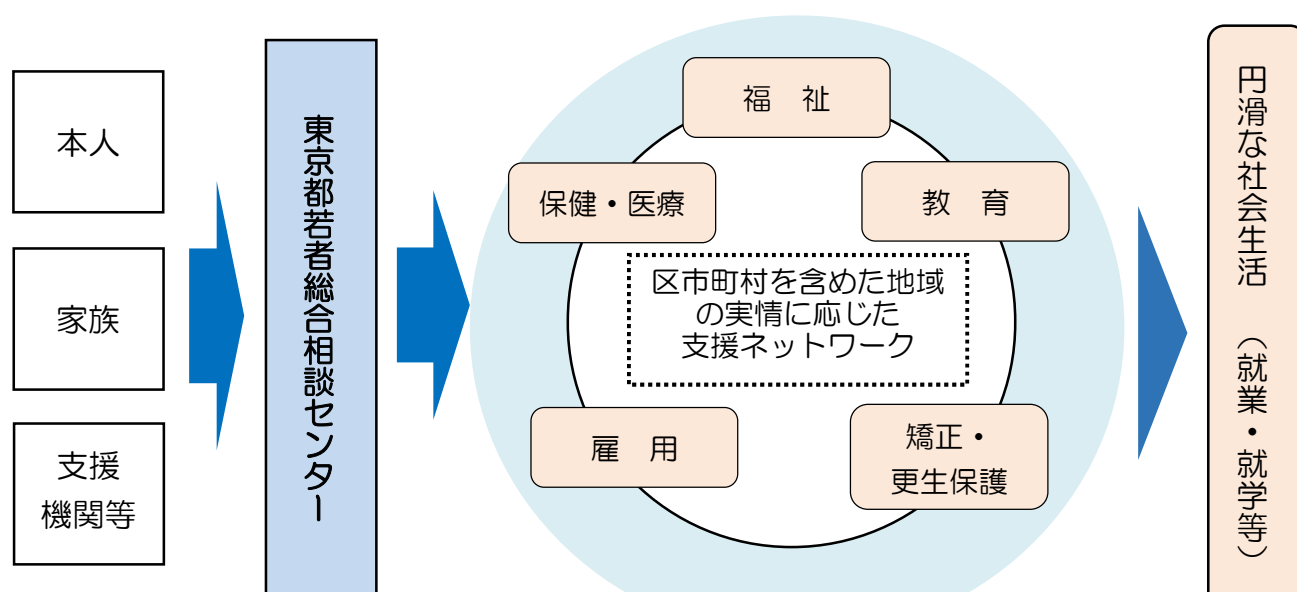 本人
家族
支援
機関等
東京都若者総合相談センター
福　祉
保健・医療
教　育
区市町村を含めた地域
の実情に応じた
支援ネットワーク
雇　用
矯正・
更生保護
円滑な社会生活　（就業・就学等）